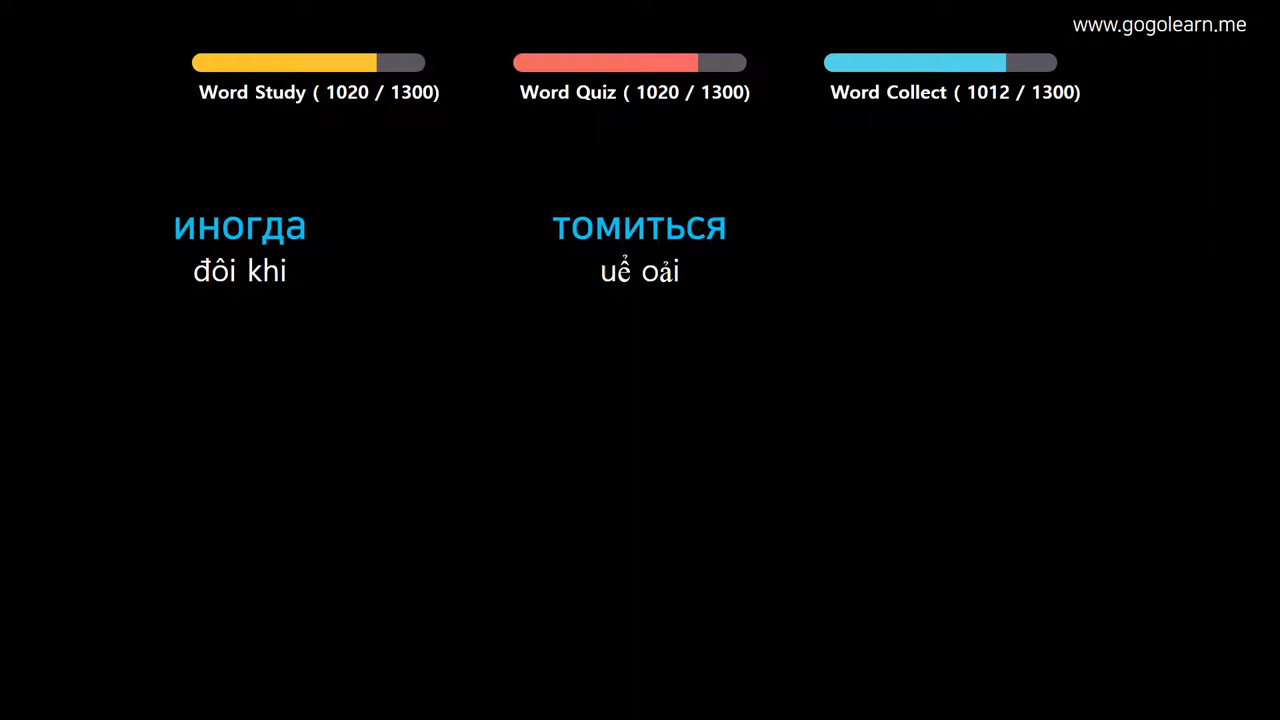 www.gogolearn.me
Word Study ( 1020 / 1300)
Word Quiz ( 1020 / 1300)
Word Collect ( 1012 / 1300)
иногда
đôi khi
томиться
uể oải